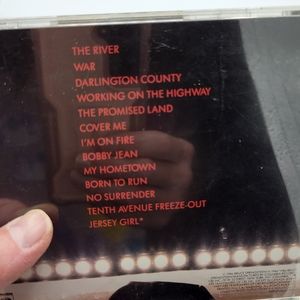 THE RIVER
WAR
DARLINGTON COUNTY
WORKING ON THE HIGHWAY
THE PROMISED LAND
COVER ME
I'M ON FIRE
BOBBY JEAN
MY HOMETOWN
BORN TO RUN
NO SURRENDER
TENTH AVENUE FREEZE-OUT
JERSEY GIRL*